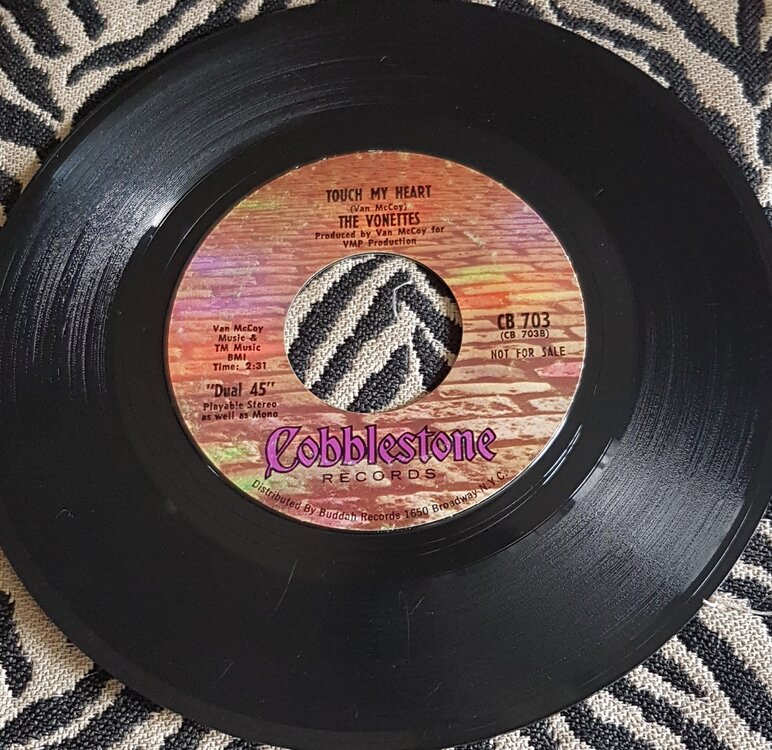 TOUCH MY HEART
(Van McCoy)
THE VONETTES
Produced by Van McCoy for
VMP Production
Van McCoy
Music &
TM Music
BMI
Time: 2:31
"Dual 45"
Playable Stereo
as well as Mono
CB 703
(CB 703B)
NOT FOR SALE
Cobblestone
RECORDS
Distributed By Buddah Records 1650 Broadway-N.Y.C.